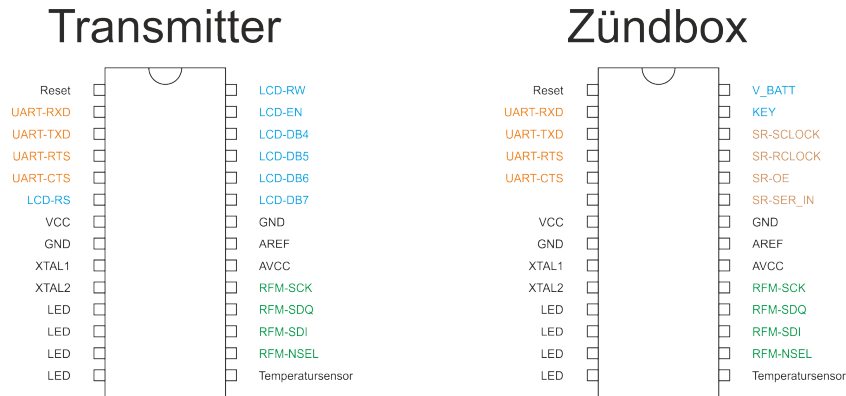 Transmitter
Reset LCD-RW
UART-RXD LCD-EN
UART-TXD LCD-DB4
UART-RTS LCD-DB5
UART-CTS LCD-DB6
LCD-RS LCD-DB7
VCC GND
GND AREF
XTAL1 AVCC
XTAL2 RFM-SCK
LED RFM-SDQ
LED RFM-SDI
LED RFM-NSEL
LED Temperatursensor
Zündbox
Reset V_BATT
UART-RXD KEY
UART-TXD SR-SCLOCK
UART-RTS SR-RCLOCK
UART-CTS SR-OE
SR-SER_IN
VCC GND
GND AREF
XTAL1 AVCC
XTAL2 RFM-SCK
LED RFM-SDQ
LED RFM-SDI
LED RFM-NSEL
LED Temperatursensor